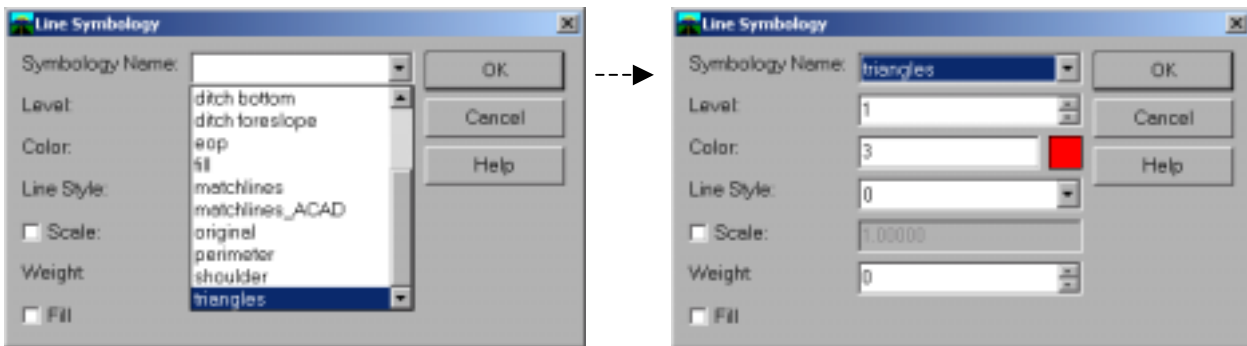 Line Symbology
Symbology Name:
OK
ditch bottom
Level:
ditch foreslope
Cancel
Color:
eop
fill
Help
Line Style:
matchlines
matchlines_ACAD
Scale:
original
perimeter
Weight
shoulder
triangles
Fill
Line Symbology
Symbology Name:
triangles
OK
Level:
1
Cancel
Color:
3
Help
Line Style:
0
Scale:
1.00000
Weight
0
Fill